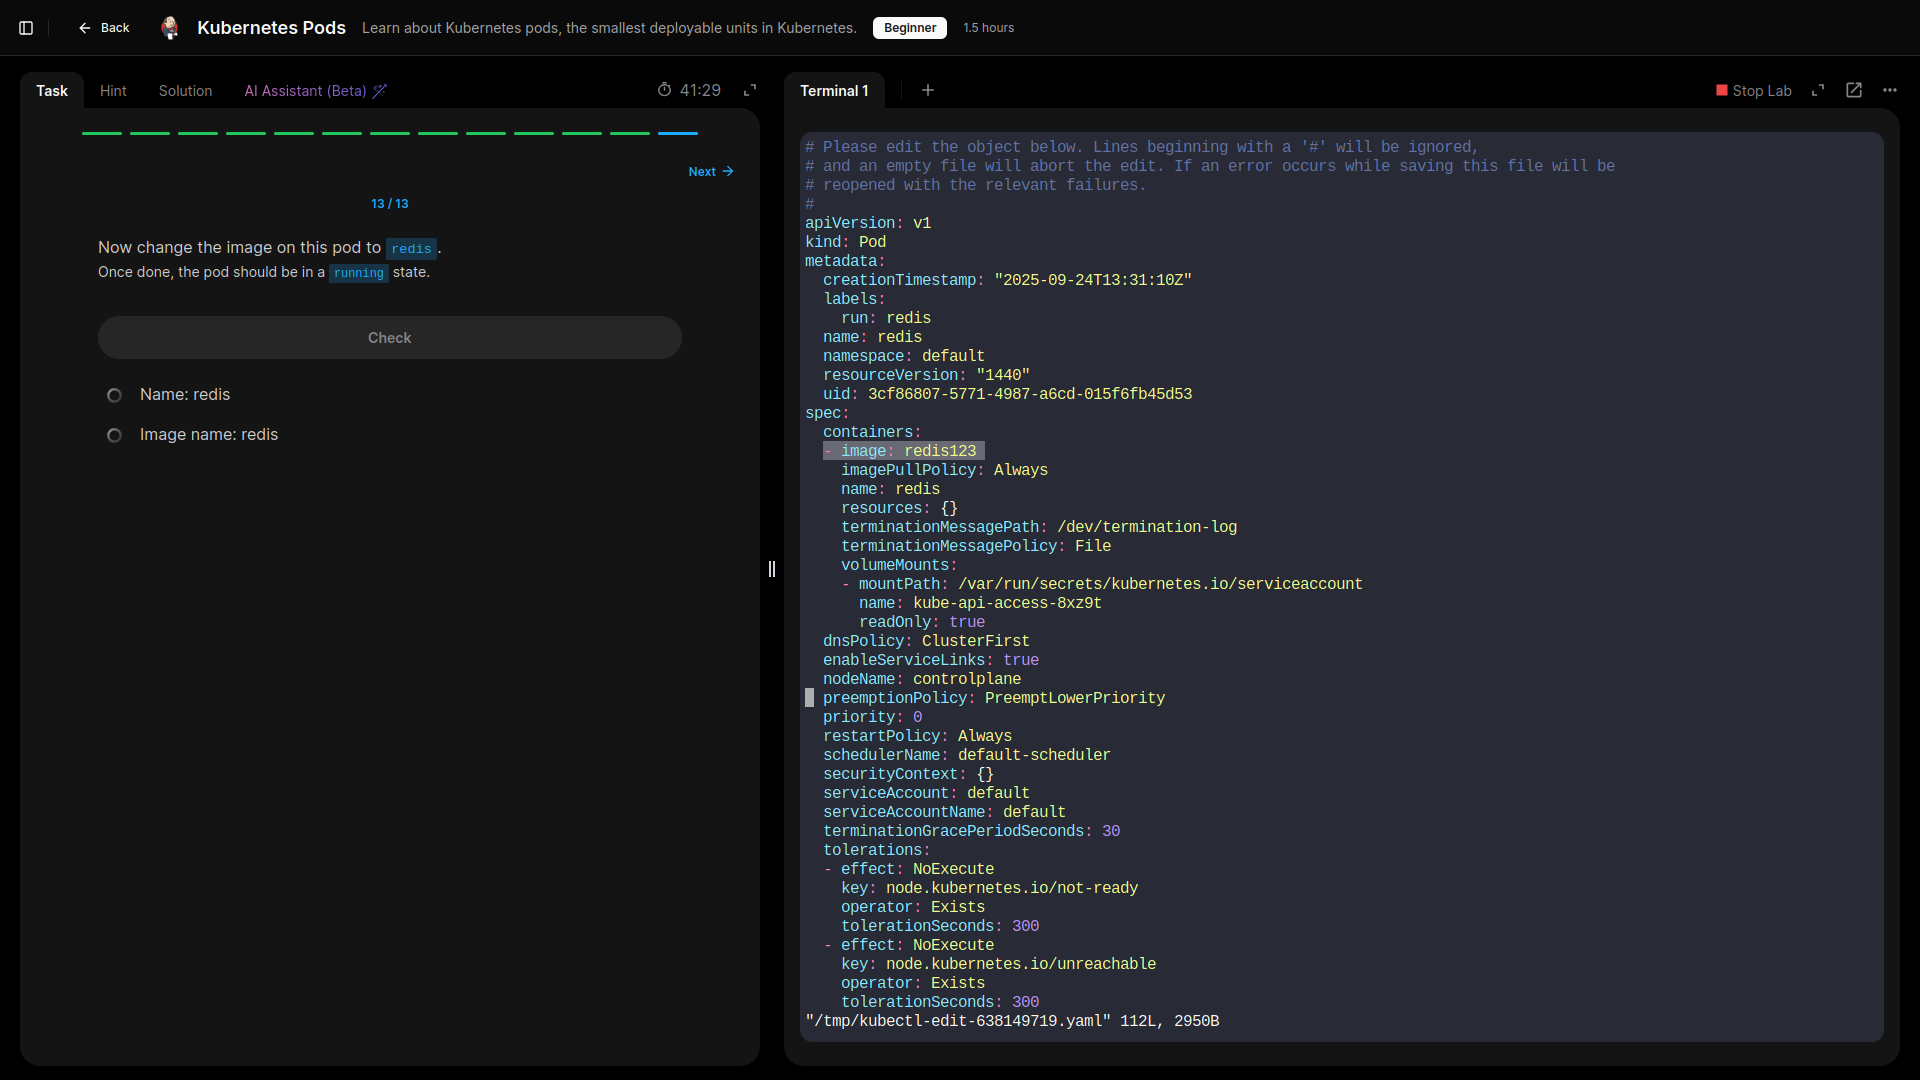 Back
Kubernetes Pods
Learn about Kubernetes pods, the smallest deployable units in Kubernetes.
Beginner
1.5 hours
Task
Hint
Solution
AI Assistant (Beta)
41:29
Next
13 / 13
Now change the image on this pod to redis.
Once done, the pod should be in a running state.
Check
Name: redis
Image name: redis
Terminal 1
Stop Lab
# Please edit the object below. Lines beginning with a '#' will be ignored,
# and an empty file will abort the edit. If an error occurs while saving this file will be
# reopened with the relevant failures.
#
apiVersion: v1
kind: Pod
metadata:
  creationTimestamp: "2025-09-24T13:31:10Z"
  labels:
    run: redis
  name: redis
  namespace: default
  resourceVersion: "1440"
  uid: 3cf86807-5771-4987-a6cd-015f6fb45d53
spec:
  containers:
  - image: redis123
    imagePullPolicy: Always
    name: redis
    resources: {}
    terminationMessagePath: /dev/termination-log
    terminationMessagePolicy: File
    volumeMounts:
    - mountPath: /var/run/secrets/kubernetes.io/serviceaccount
      name: kube-api-access-8xz9t
      readOnly: true
  dnsPolicy: ClusterFirst
  enableServiceLinks: true
  nodeName: controlplane
  preemptionPolicy: PreemptLowerPriority
  priority: 0
  restartPolicy: Always
  schedulerName: default-scheduler
  securityContext: {}
  serviceAccount: default
  serviceAccountName: default
  terminationGracePeriodSeconds: 30
  tolerations:
  - effect: NoExecute
    key: node.kubernetes.io/not-ready
    operator: Exists
    tolerationSeconds: 300
  - effect: NoExecute
    key: node.kubernetes.io/unreachable
    operator: Exists
    tolerationSeconds: 300
"/tmp/kubectl-edit-638149719.yaml" 112L, 2950B